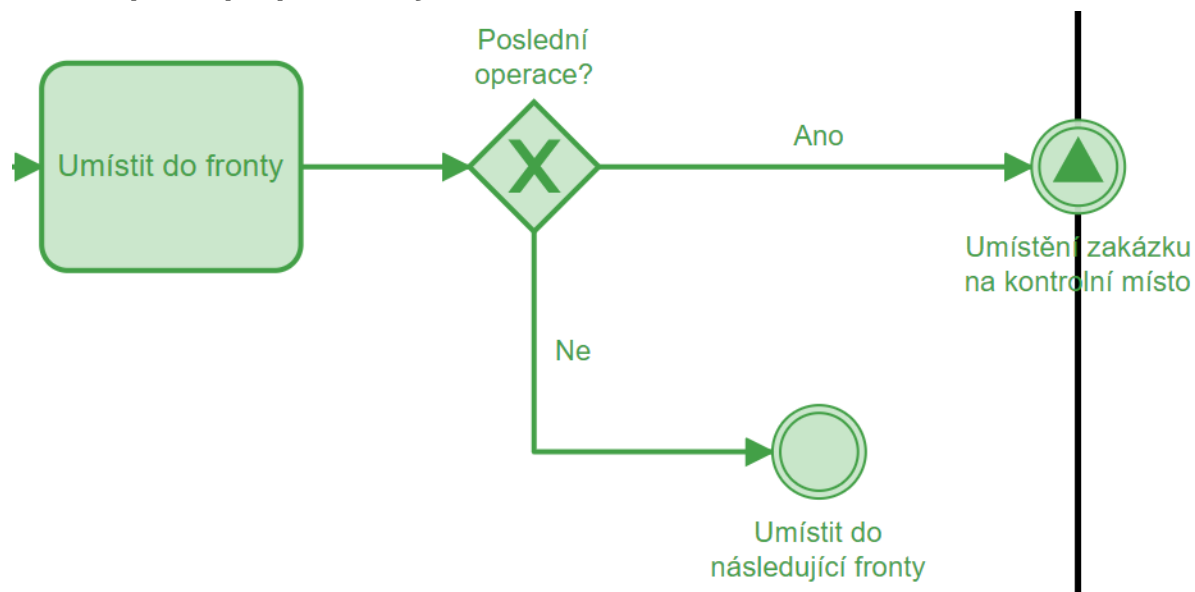 Poslední
operace?
Umístit do fronty
X
Ano
Umístění zakázku
na kontrolní místo
Ne
Umístit do
následující fronty